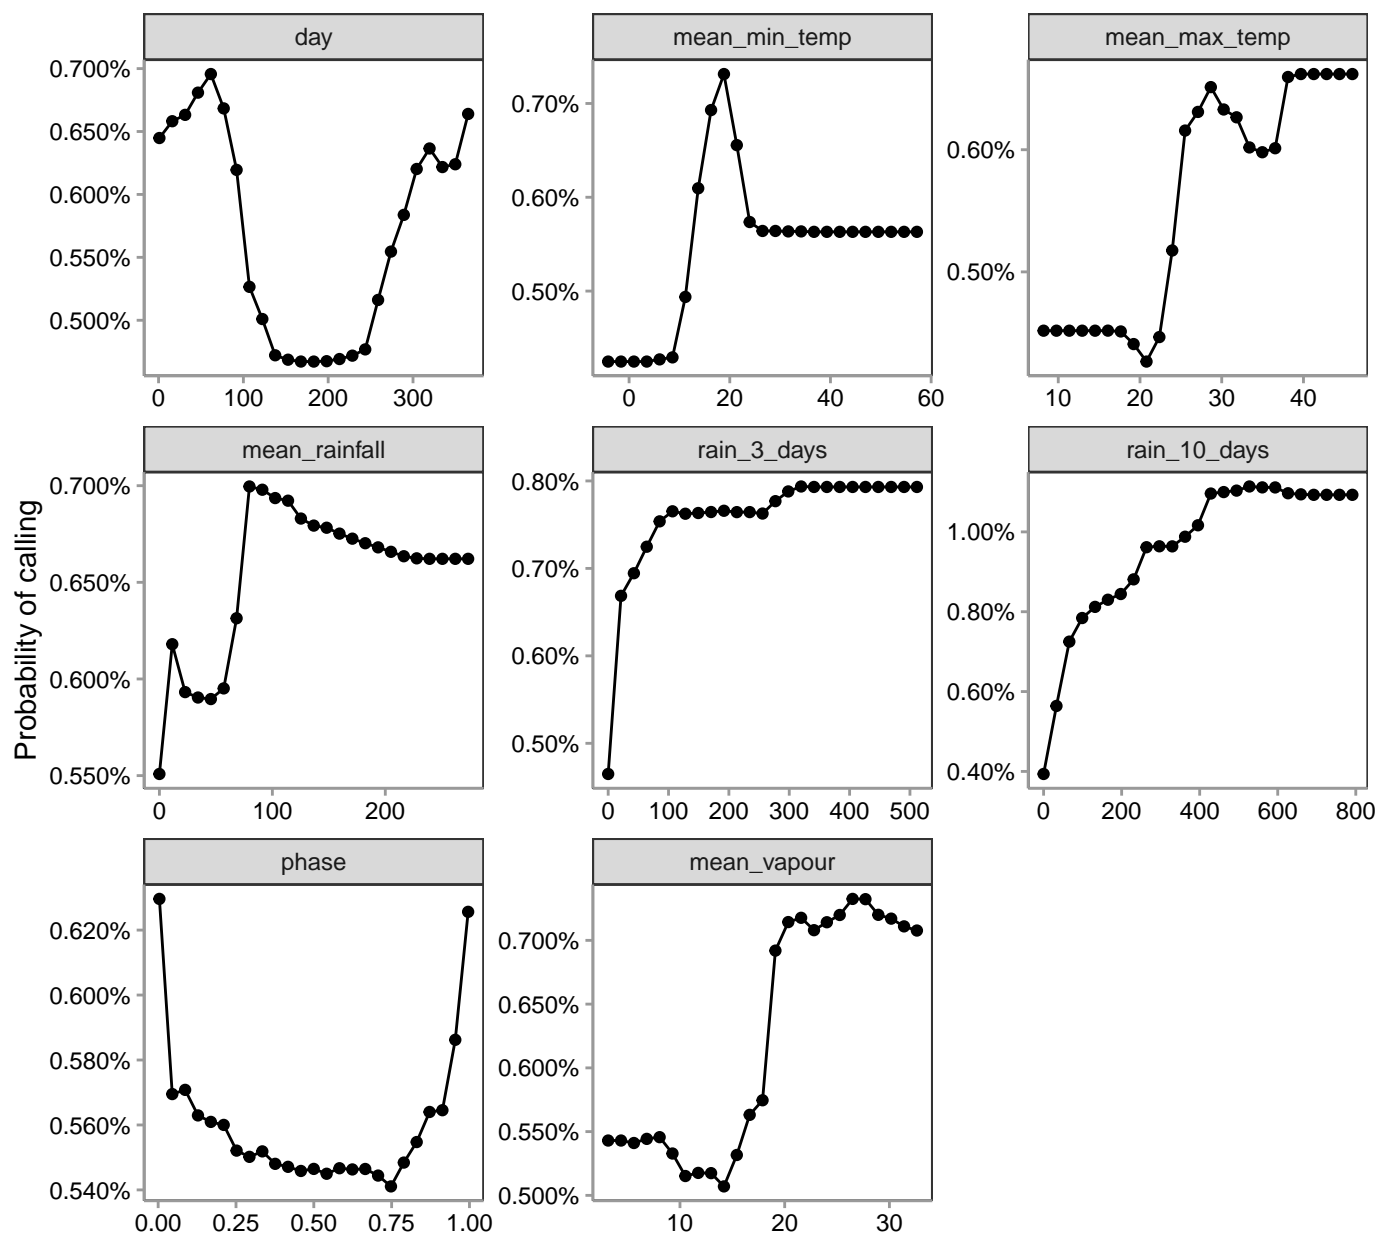 day
mean_min_temp
mean_max_temp
0.700%
0.650%
0.600%
0.550%
0.500%
0 100 200 300
0.70%
0.60%
0.50%
0 20 40 60
0.60%
0.50%
10 20 30 40
Probability of calling
mean_rainfall
rain_3_days
rain_10_days
0.700%
0.650%
0.600%
0.550%
0 100 200
0.80%
0.70%
0.60%
0.50%
0 100 200 300 400 500
1.00%
0.80%
0.60%
0.40%
0 200 400 600 800
phase
mean_vapour
0.620%
0.600%
0.580%
0.560%
0.540%
0.00 0.25 0.50 0.75 1.00
0.700%
0.650%
0.600%
0.550%
0.500%
10 20 30